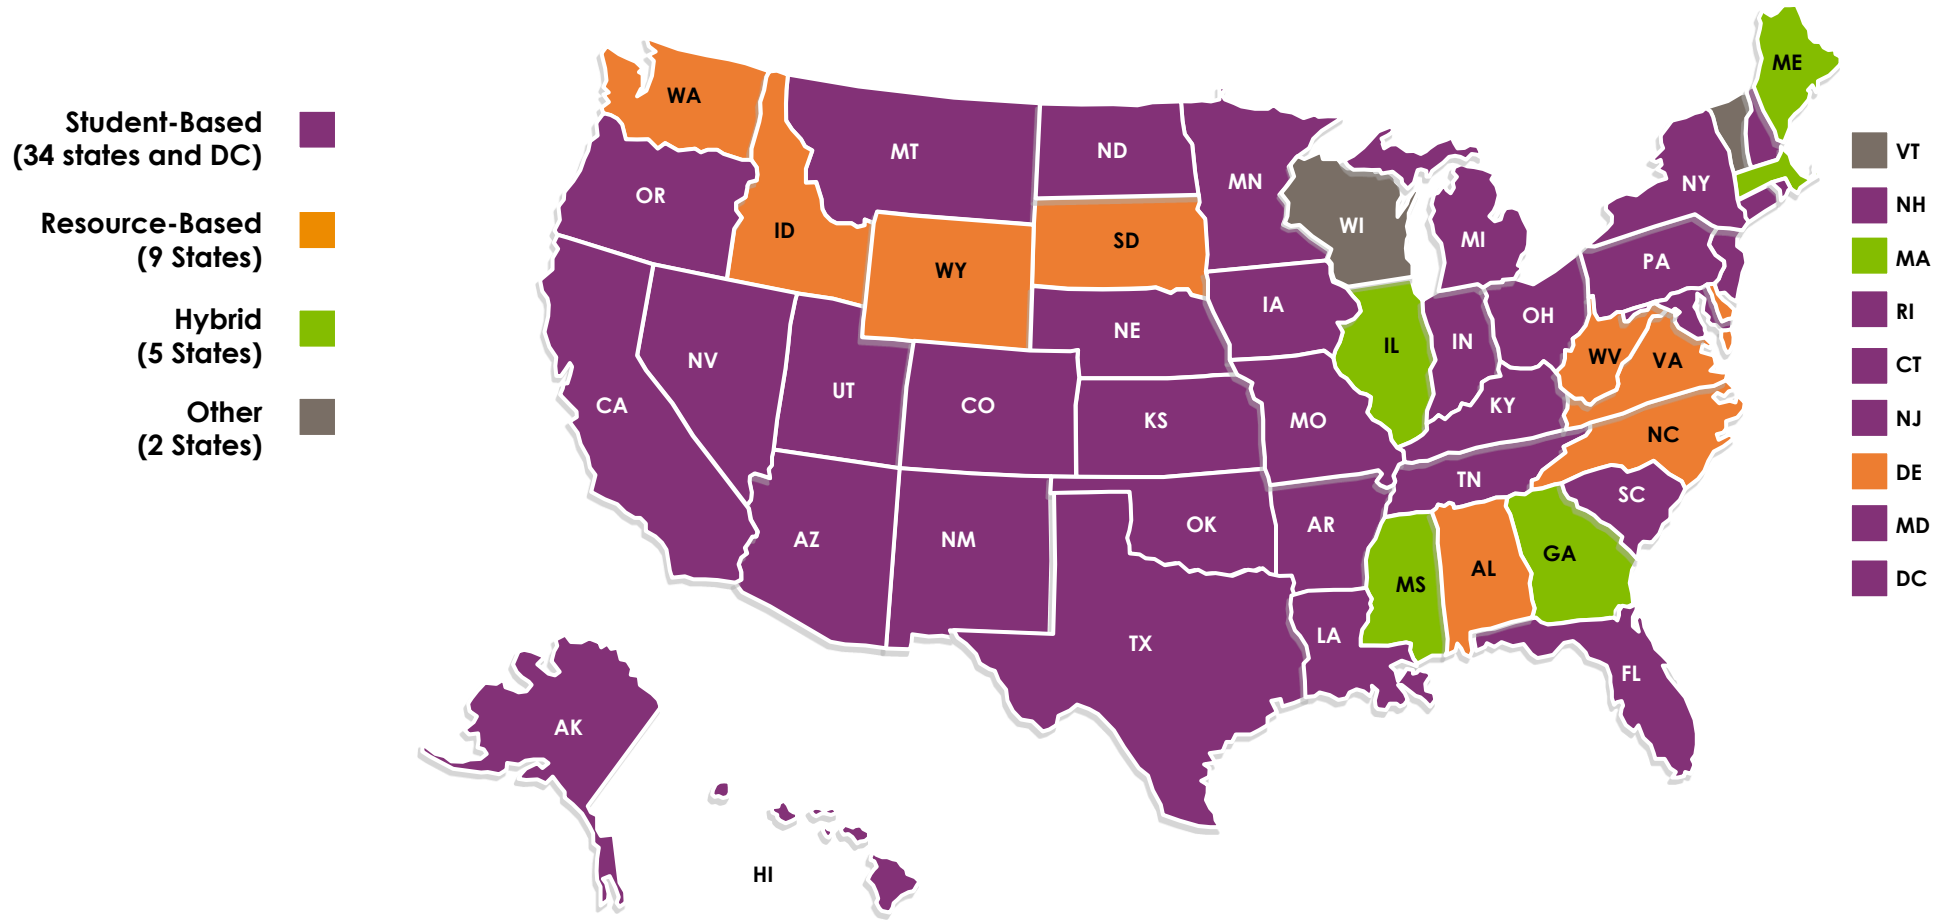 Student-Based
(34 states and DC)
Resource-Based
(9 States)
Hybrid
(5 States)
Other
(2 States)
WA
OR
ID
MT
WY
ND
SD
MN
WI
MI
NY
ME
PA
NE
IA
IL
IN
OH
WV
VA
CA
NV
UT
CO
KS
MO
KY
NC
TN
SC
AZ
NM
OK
AR
MS
AL
GA
TX
LA
FL
AK
HI
VT
NH
MA
RI
CT
NJ
DE
MD
DC